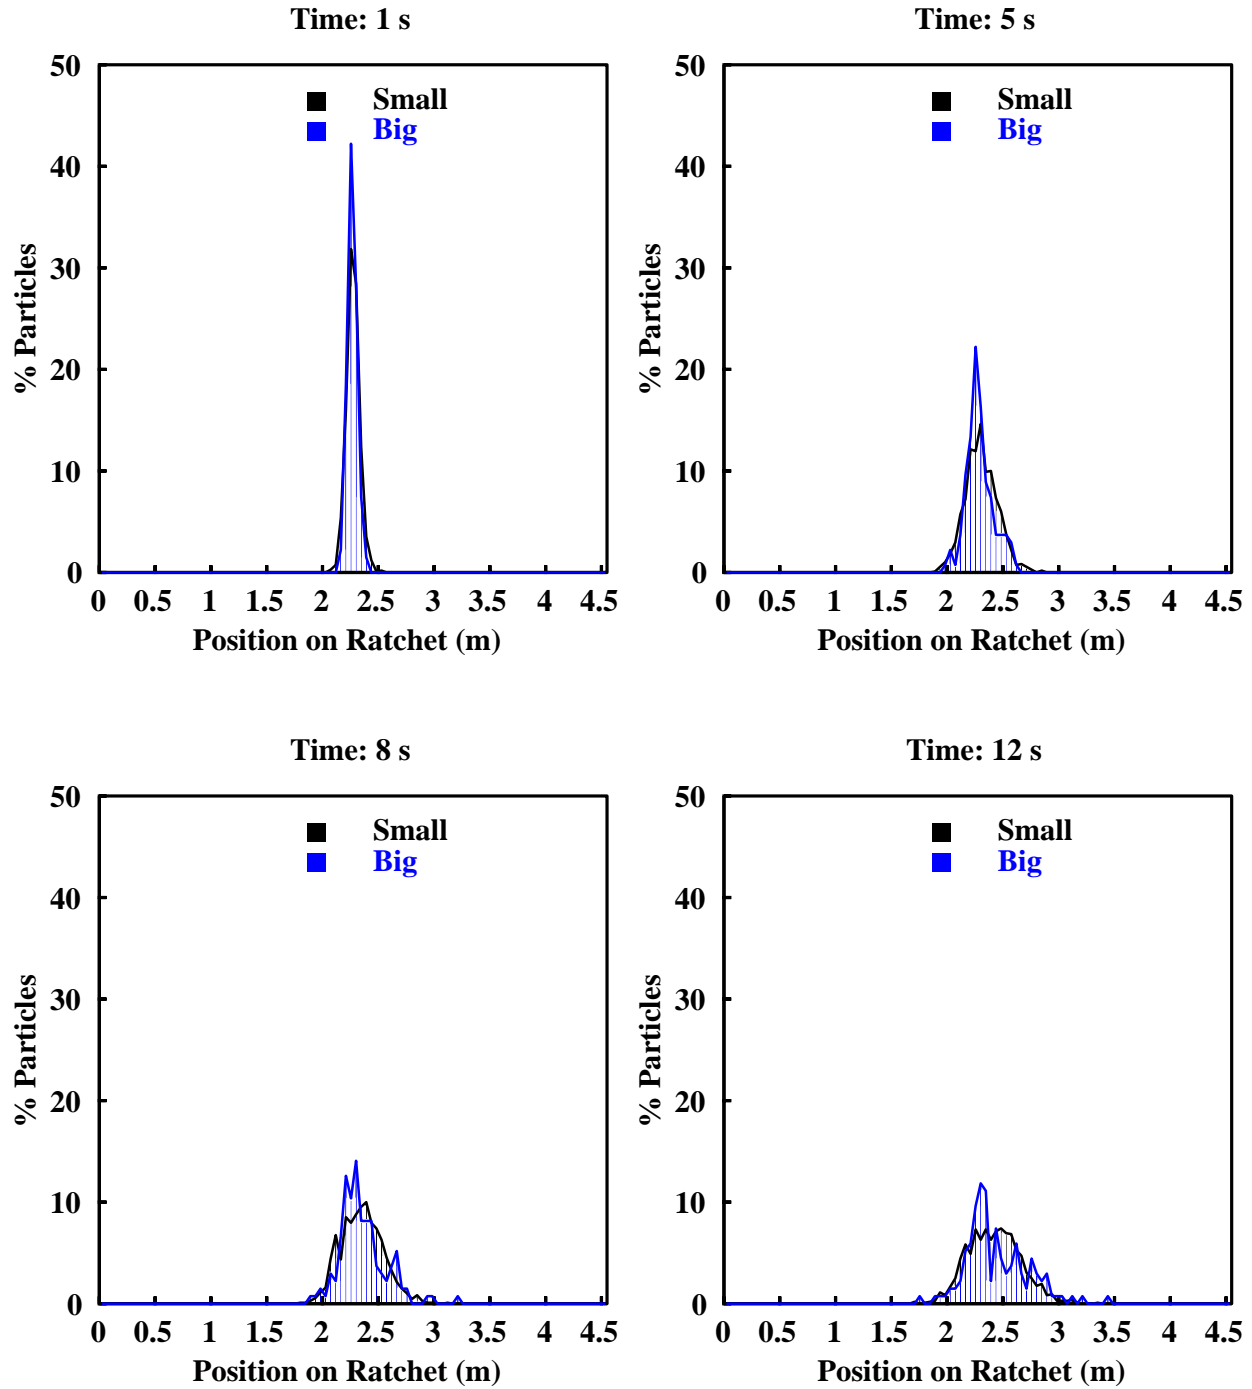 Time: 1 s
50
40
30
20
10
0
% Particles
Small
Big
0 0.5 1 1.5 2 2.5 3 3.5 4 4.5
Position on Ratchet (m)
Time: 5 s
50
40
30
20
10
0
% Particles
Small
Big
0 0.5 1 1.5 2 2.5 3 3.5 4 4.5
Position on Ratchet (m)
Time: 8 s
50
40
30
20
10
0
% Particles
Small
Big
0 0.5 1 1.5 2 2.5 3 3.5 4 4.5
Position on Ratchet (m)
Time: 12 s
50
40
30
20
10
0
% Particles
Small
Big
0 0.5 1 1.5 2 2.5 3 3.5 4 4.5
Position on Ratchet (m)